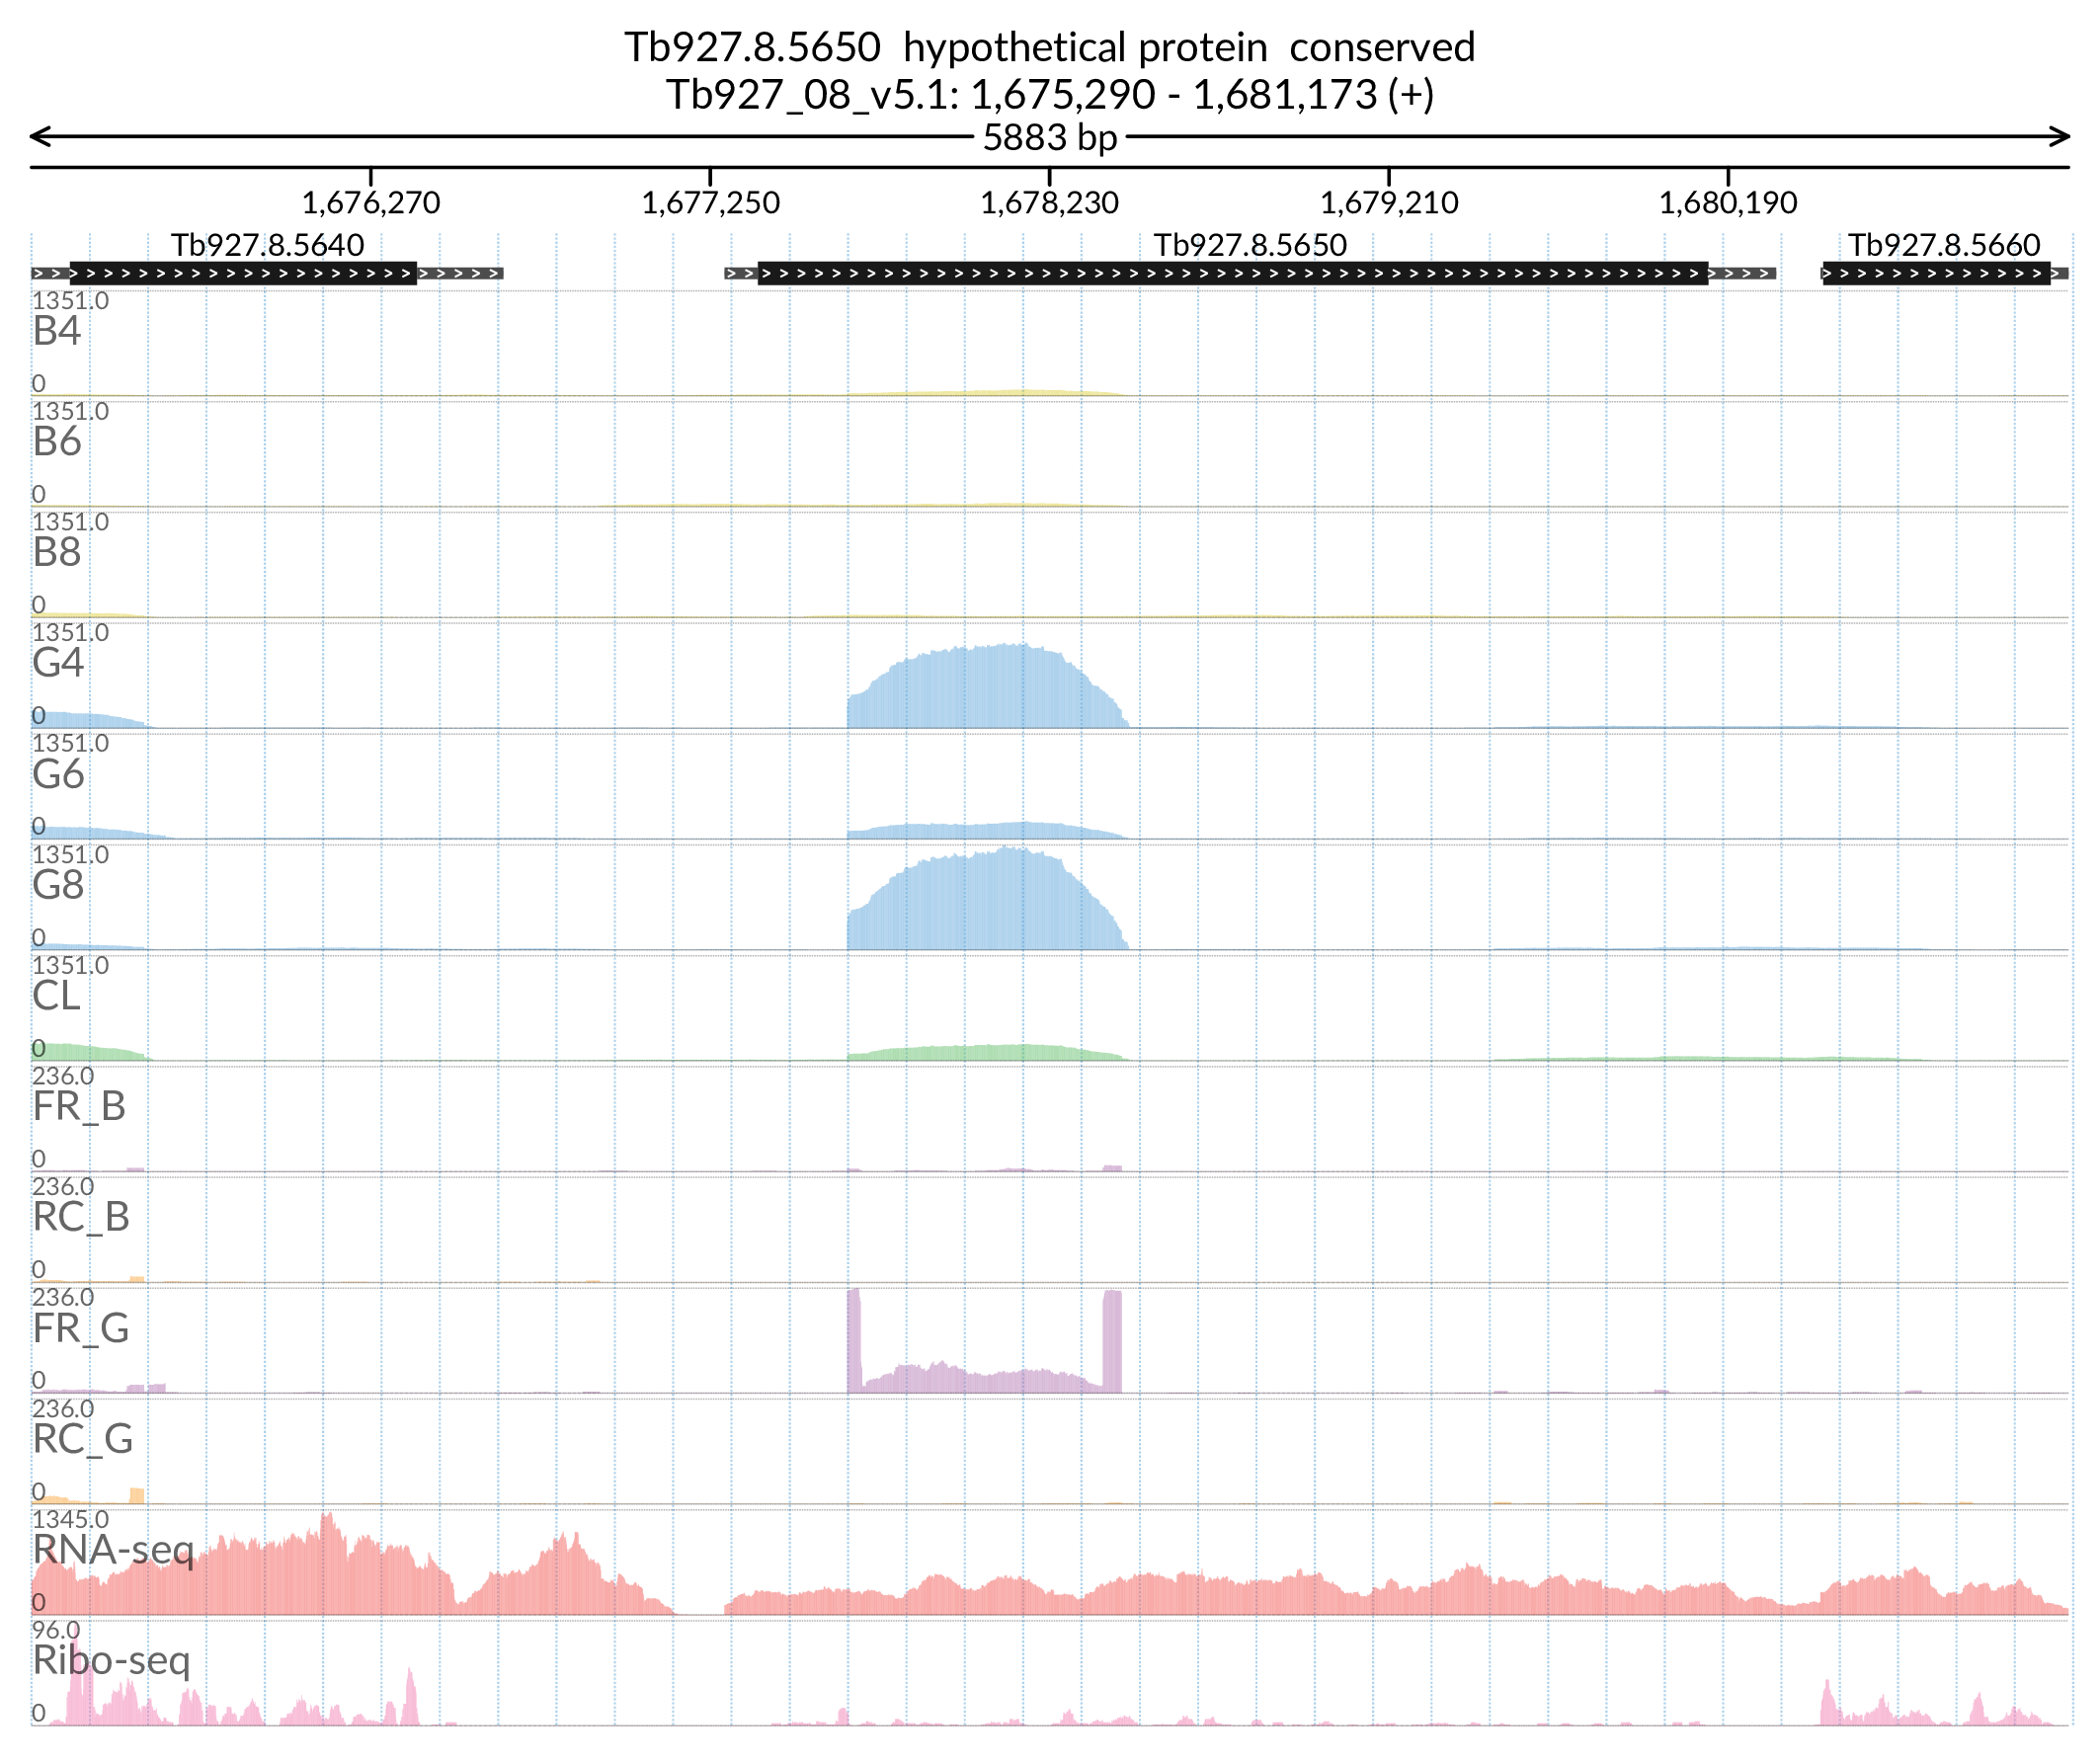 Tb927.8.5650  hypothetical protein  conserved
Tb927_08_v5.1: 1,675,290 - 1,681,173 (+)
5883 bp
1,676,270 1,677,250 1,678,230 1,679,210 1,680,190
Tb927.8.5640 Tb927.8.5650 Tb927.8.5660
1351.0
B4
0
1351.0
B6
0
1351.0
B8
0
1351.0
G4
0
1351.0
G6
0
1351.0
G8
0
1351.0
CL
0
236.0
FR_B
0
236.0
RC_B
0
236.0
FR_G
0
236.0
RC_G
0
1345.0
RNA-seq
0
96.0
Ribo-seq
0